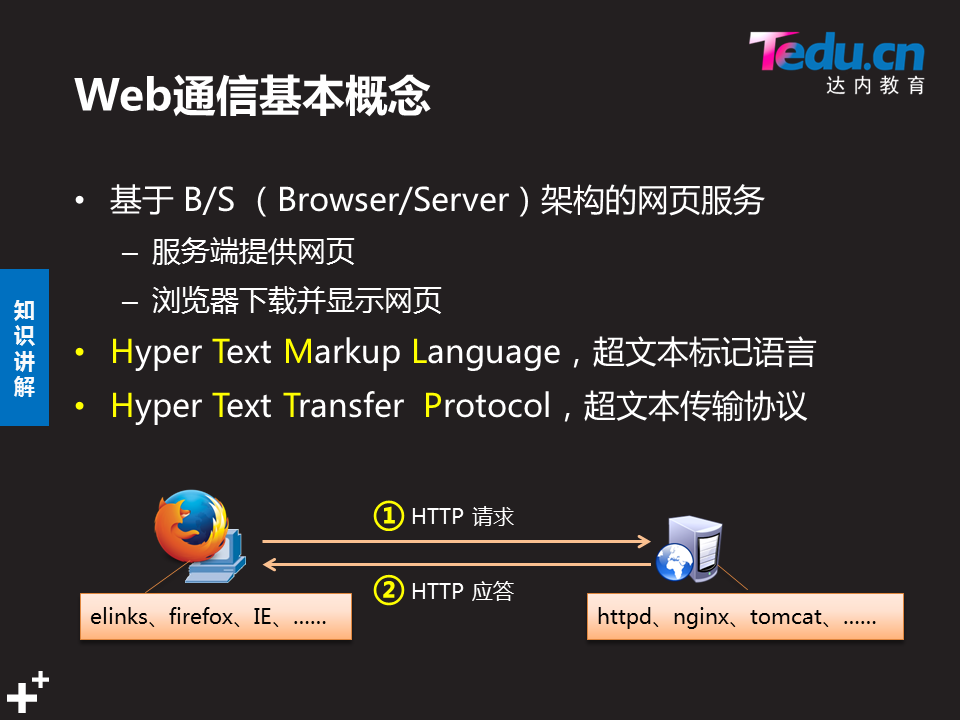 Tedu.cn
达内教育
Web通信基本概念
• 基于 B/S （Browser/Server）架构的网页服务
– 服务端提供网页
– 浏览器下载并显示网页
• Hyper Text Markup Language，超文本标记语言
• Hyper Text Transfer Protocol，超文本传输协议
知识讲解
① HTTP 请求
② HTTP 应答
elinks、firefox、IE、……
httpd、nginx、tomcat、……